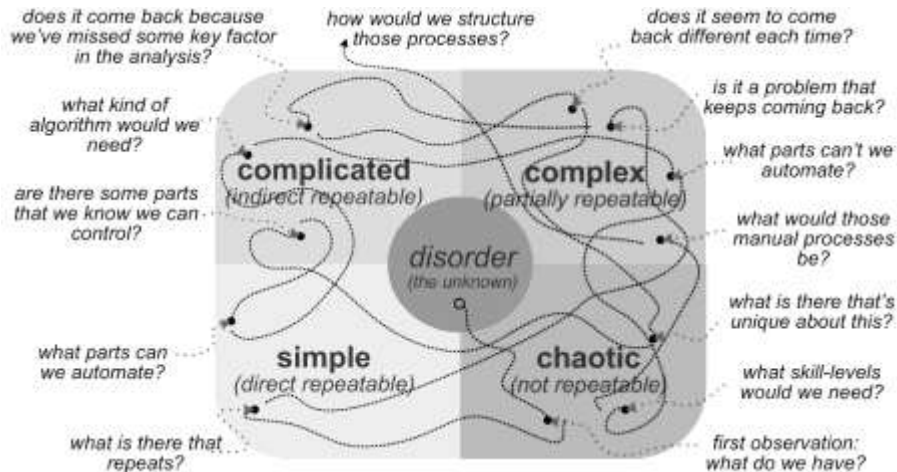 does it come back because
we've missed some key factor
in the analysis?
how would we structure
those processes?
does it seem to come
back different each time?
what kind of
algorithm would we
need?
is it a problem that
keeps coming back?
complicated
(indirect repeatable)
complex
(partially repeatable)
what parts can't we
automate?
are there some parts
that we know we can
control?
what would those
manual processes
be?
disorder
(the unknown)
what parts can
we automate?
simple
(direct repeatable)
chaotic
(not repeatable)
what is there that's
unique about this?
what skill-levels
would we need?
what is there that
repeats?
first observation:
what do we have?